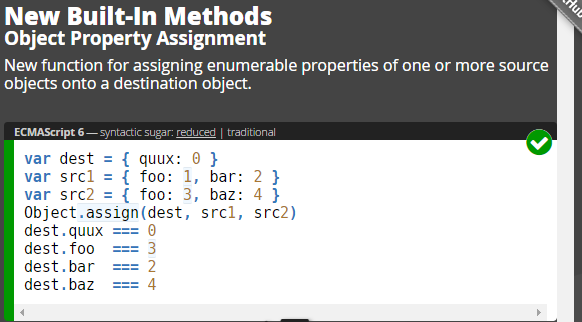 New Built-In Methods
Object Property Assignment
New function for assigning enumerable properties of one or more source
objects onto a destination object.
ECMAScript 6 — syntactic sugar: reduced | traditional
var dest = { quux: 0 }
var src1 = { foo: 1, bar: 2 }
var src2 = { foo: 3, baz: 4 }
Object.assign(dest, src1, src2)
dest.quux === 0
dest.foo  === 3
dest.bar  === 2
dest.baz  === 4